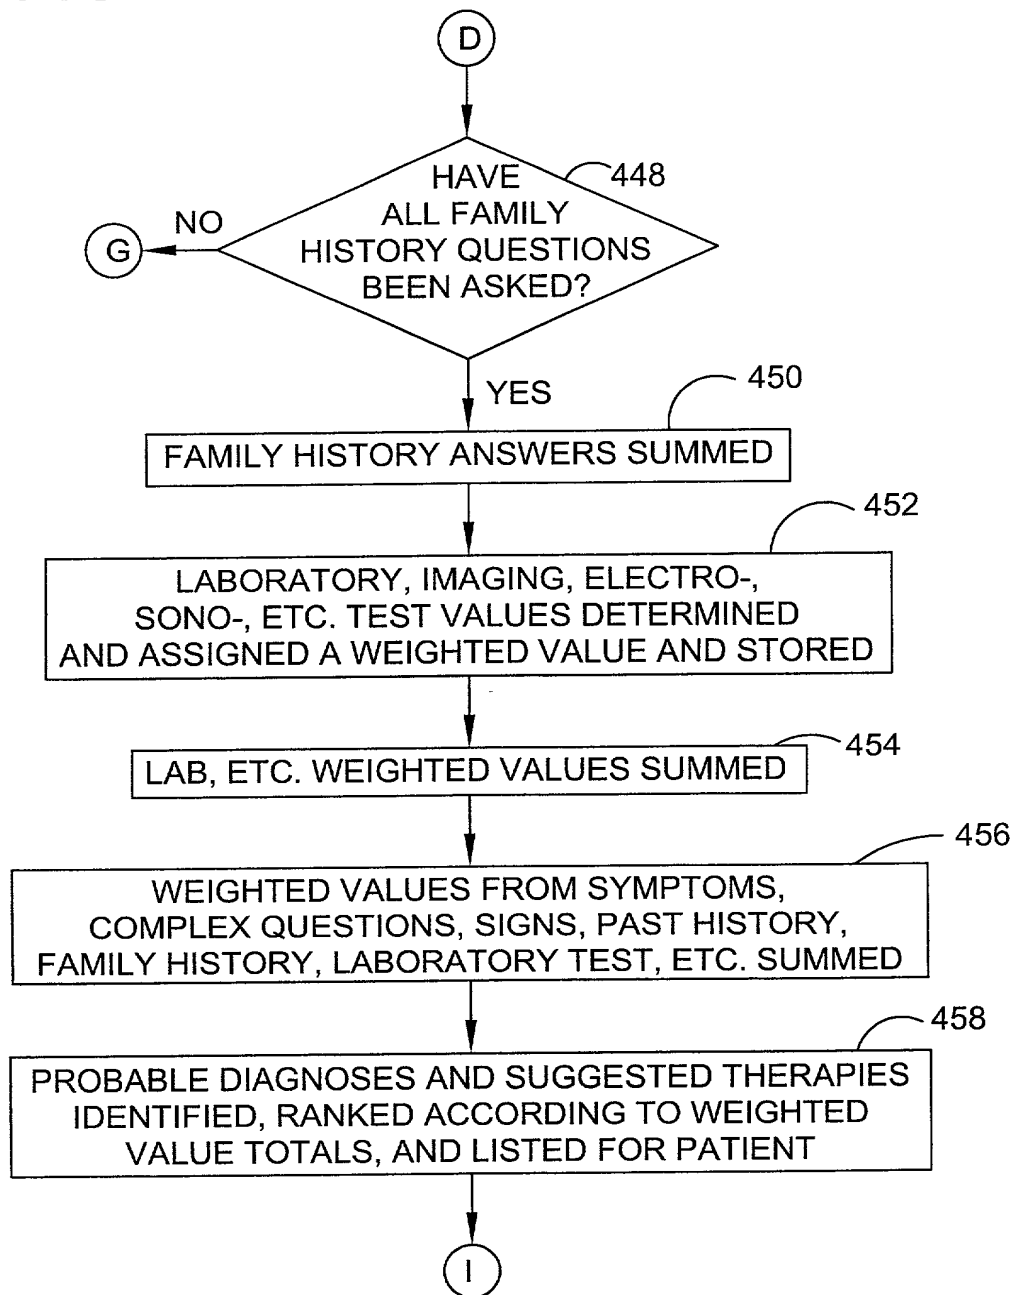 D
HAVE
ALL FAMILY
HISTORY QUESTIONS
BEEN ASKED?
448
NO
G
YES
450
FAMILY HISTORY ANSWERS SUMMED
452
LABORATORY, IMAGING, ELECTRO-,
SONO-, ETC. TEST VALUES DETERMINED
AND ASSIGNED A WEIGHTED VALUE AND STORED
454
LAB, ETC. WEIGHTED VALUES SUMMED
456
WEIGHTED VALUES FROM SYMPTOMS,
COMPLEX QUESTIONS, SIGNS, PAST HISTORY,
FAMILY HISTORY, LABORATORY TEST, ETC. SUMMED
458
PROBABLE DIAGNOSES AND SUGGESTED THERAPIES
IDENTIFIED, RANKED ACCORDING TO WEIGHTED
VALUE TOTALS, AND LISTED FOR PATIENT
I